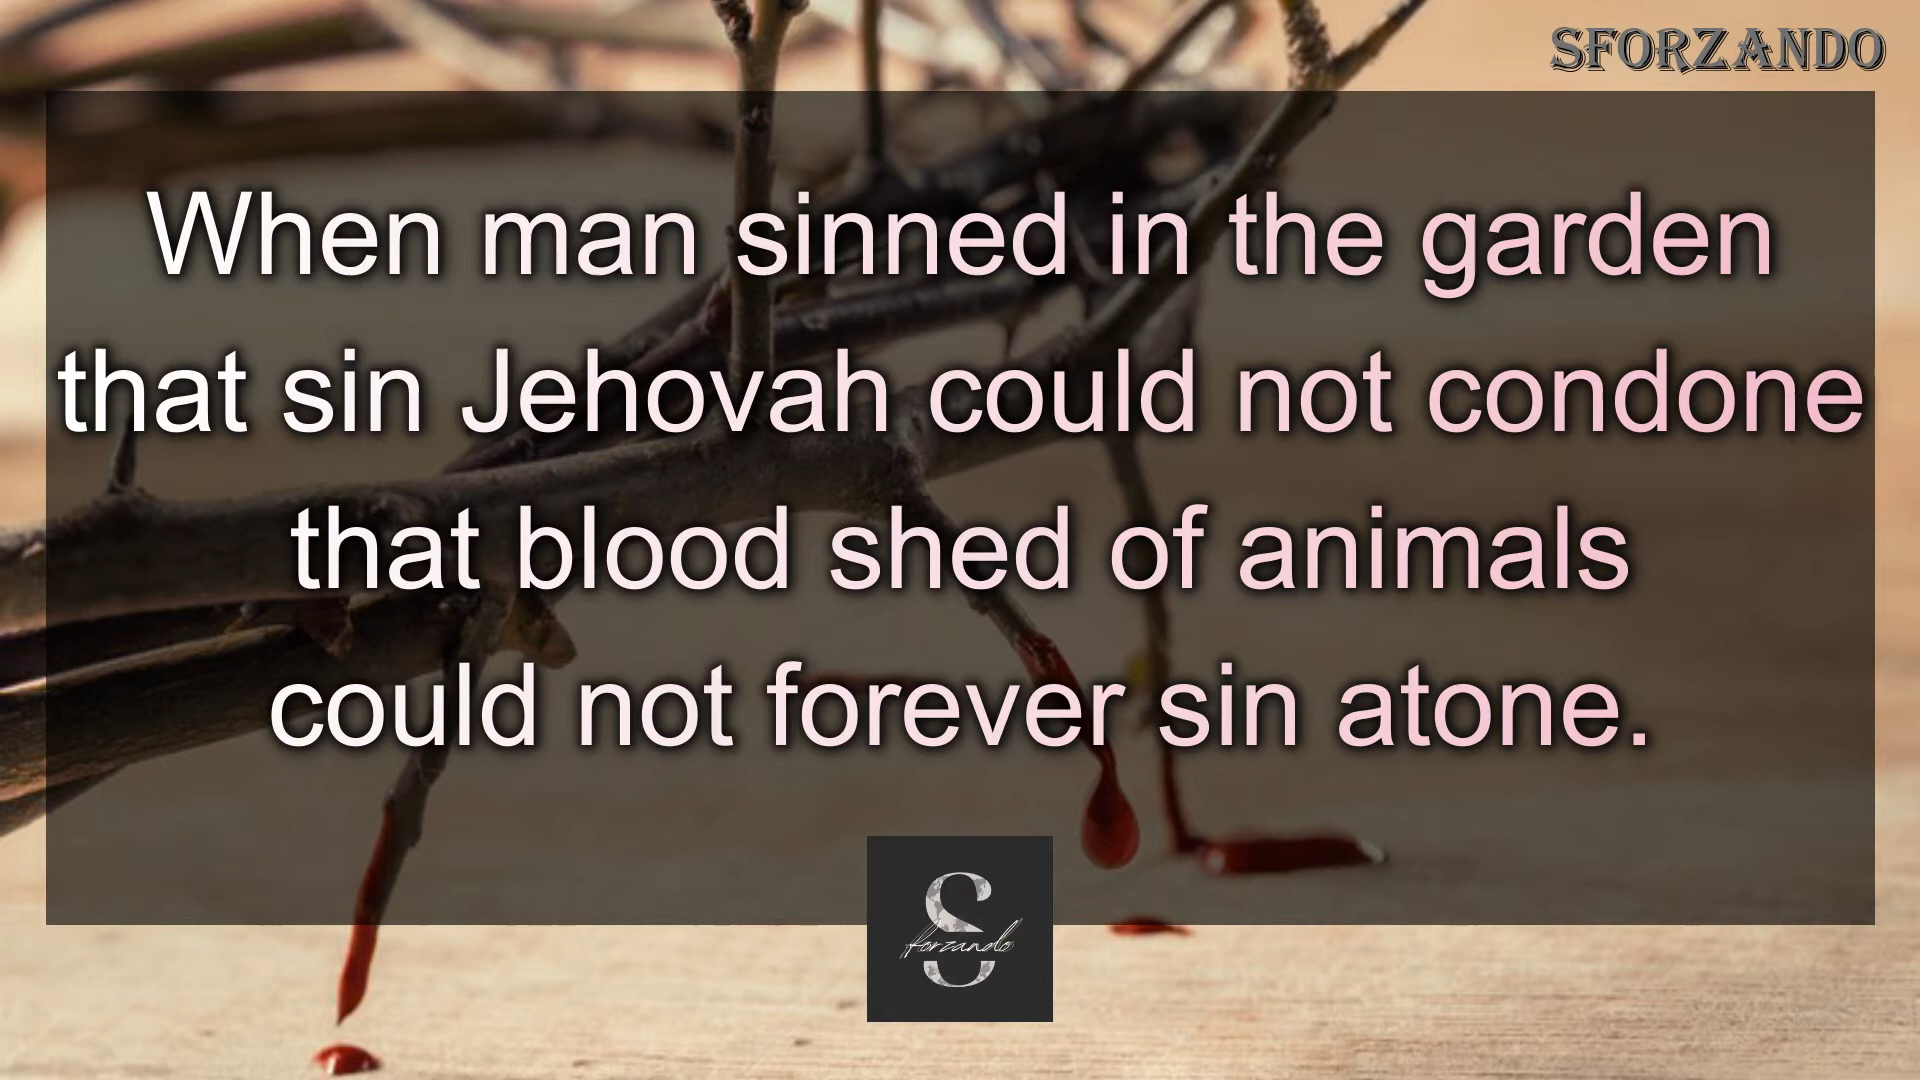 SFORZANDO
When man sinned in the garden
that sin Jehovah could not condone
that blood shed of animals
could not forever sin atone.
S
forzando